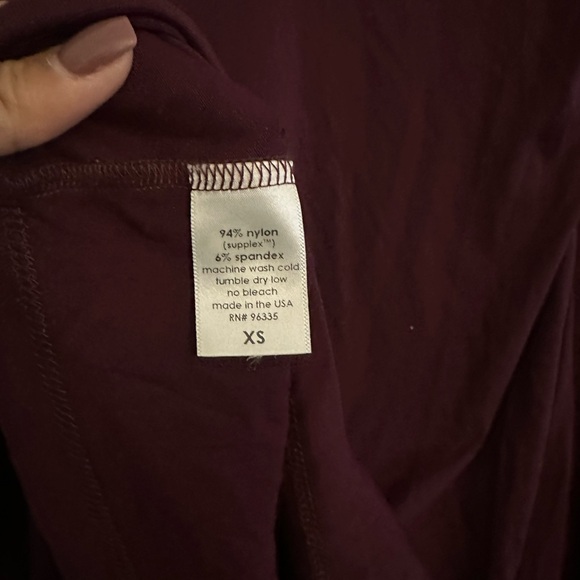 94% nylon
(supplex™)
6% spandex
machine wash cold
tumble dry low
no bleach
made in the USA
RN# 96335
XS